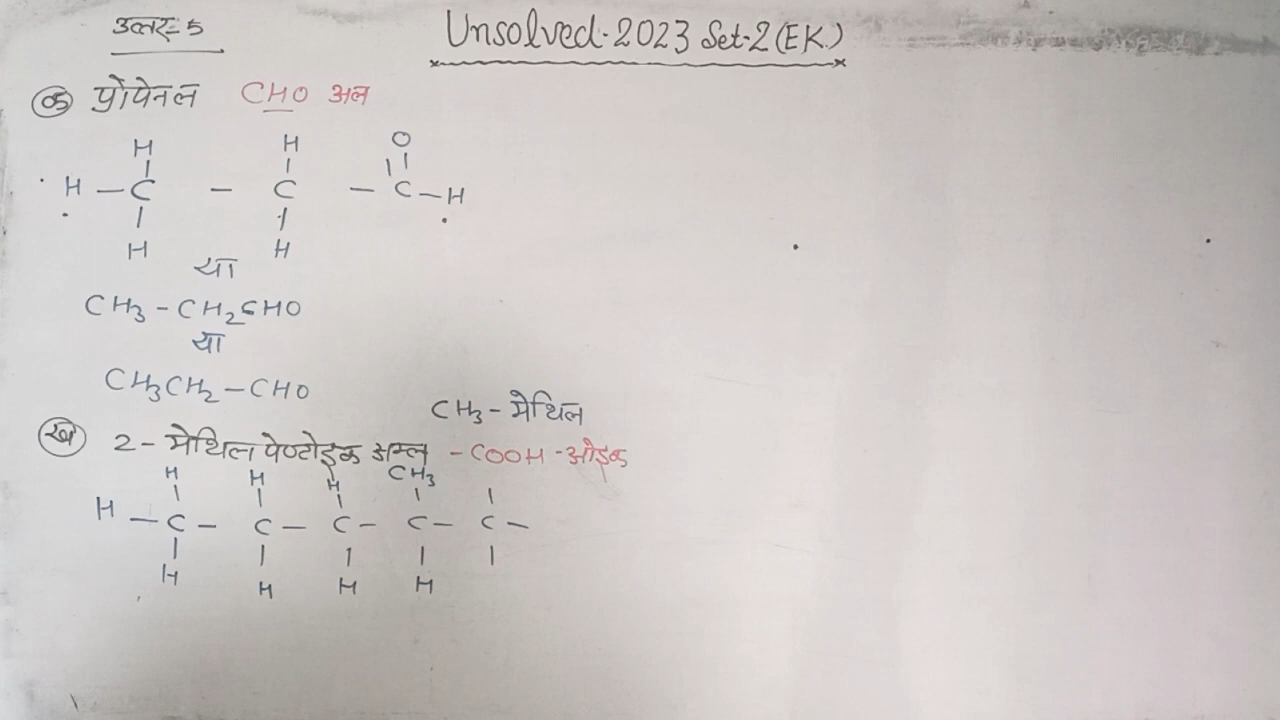 उत्तर-5
Unsolved-2023 Set-2 (EK)
क प्रोपेनल CHO अल
H H O
H – C – C – C – H
H H
या
CH3 – CH2CHO
या
CH3CH2 – CHO
CH3 – मेथिल
ख 2 - मेथिल पेण्टोइक अम्ल – COOH - ओइक
H H H CH3
H – C – C – C – C – C –
H H H H